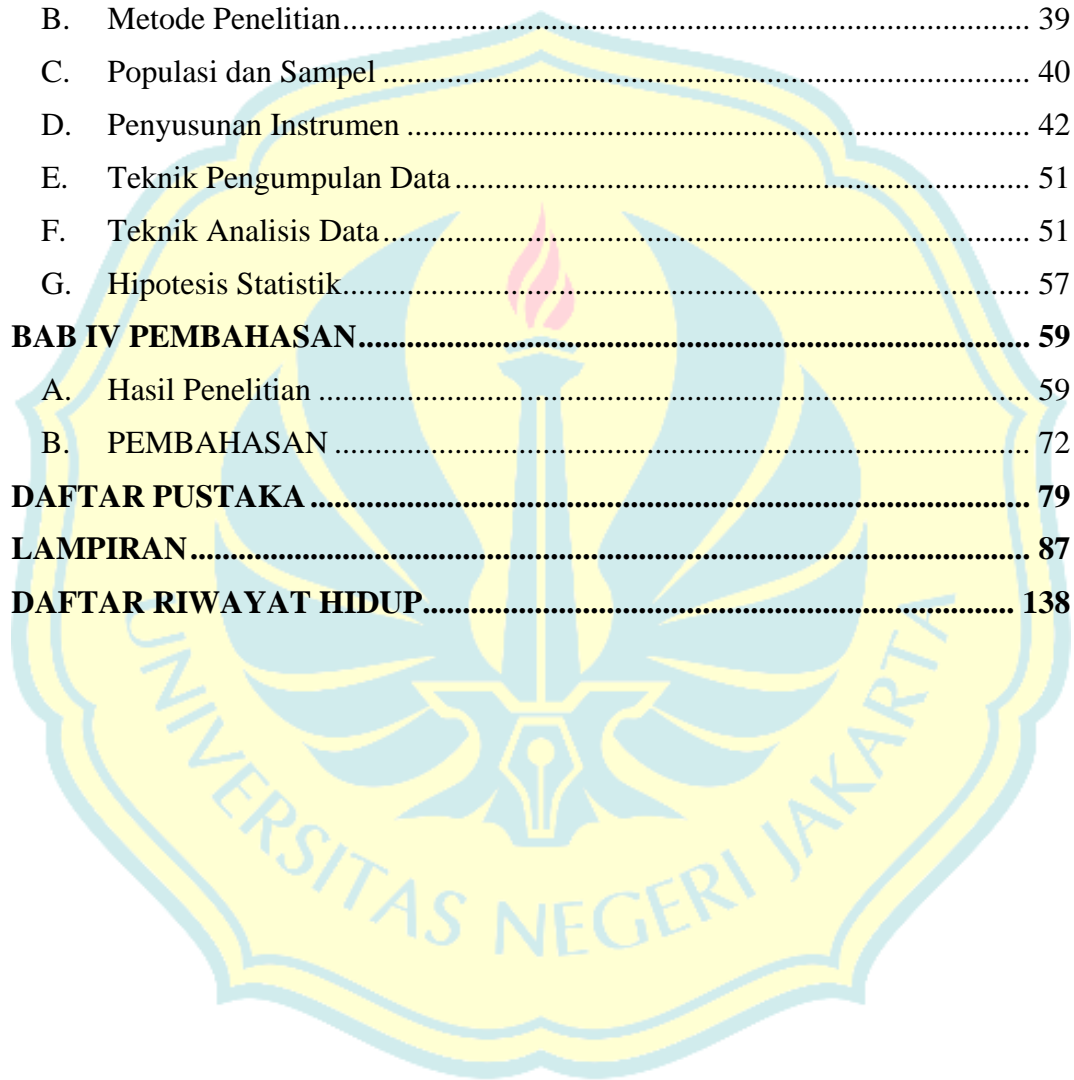 B. Metode Penelitian.................................................................................... 39
C. Populasi dan Sampel ............................................................................... 40
D. Penyusunan Instrumen ............................................................................ 42
E. Teknik Pengumpulan Data ...................................................................... 51
F. Teknik Analisis Data ............................................................................... 51
G. Hipotesis Statistik.................................................................................... 57
BAB IV PEMBAHASAN.................................................................................. 59
A. Hasil Penelitian ....................................................................................... 59
B. PEMBAHASAN ..................................................................................... 72
DAFTAR PUSTAKA ........................................................................................ 79
LAMPIRAN....................................................................................................... 87
DAFTAR RIWAYAT HIDUP......................................................................... 138
UNIVERSITAS NEGERI JAKARTA